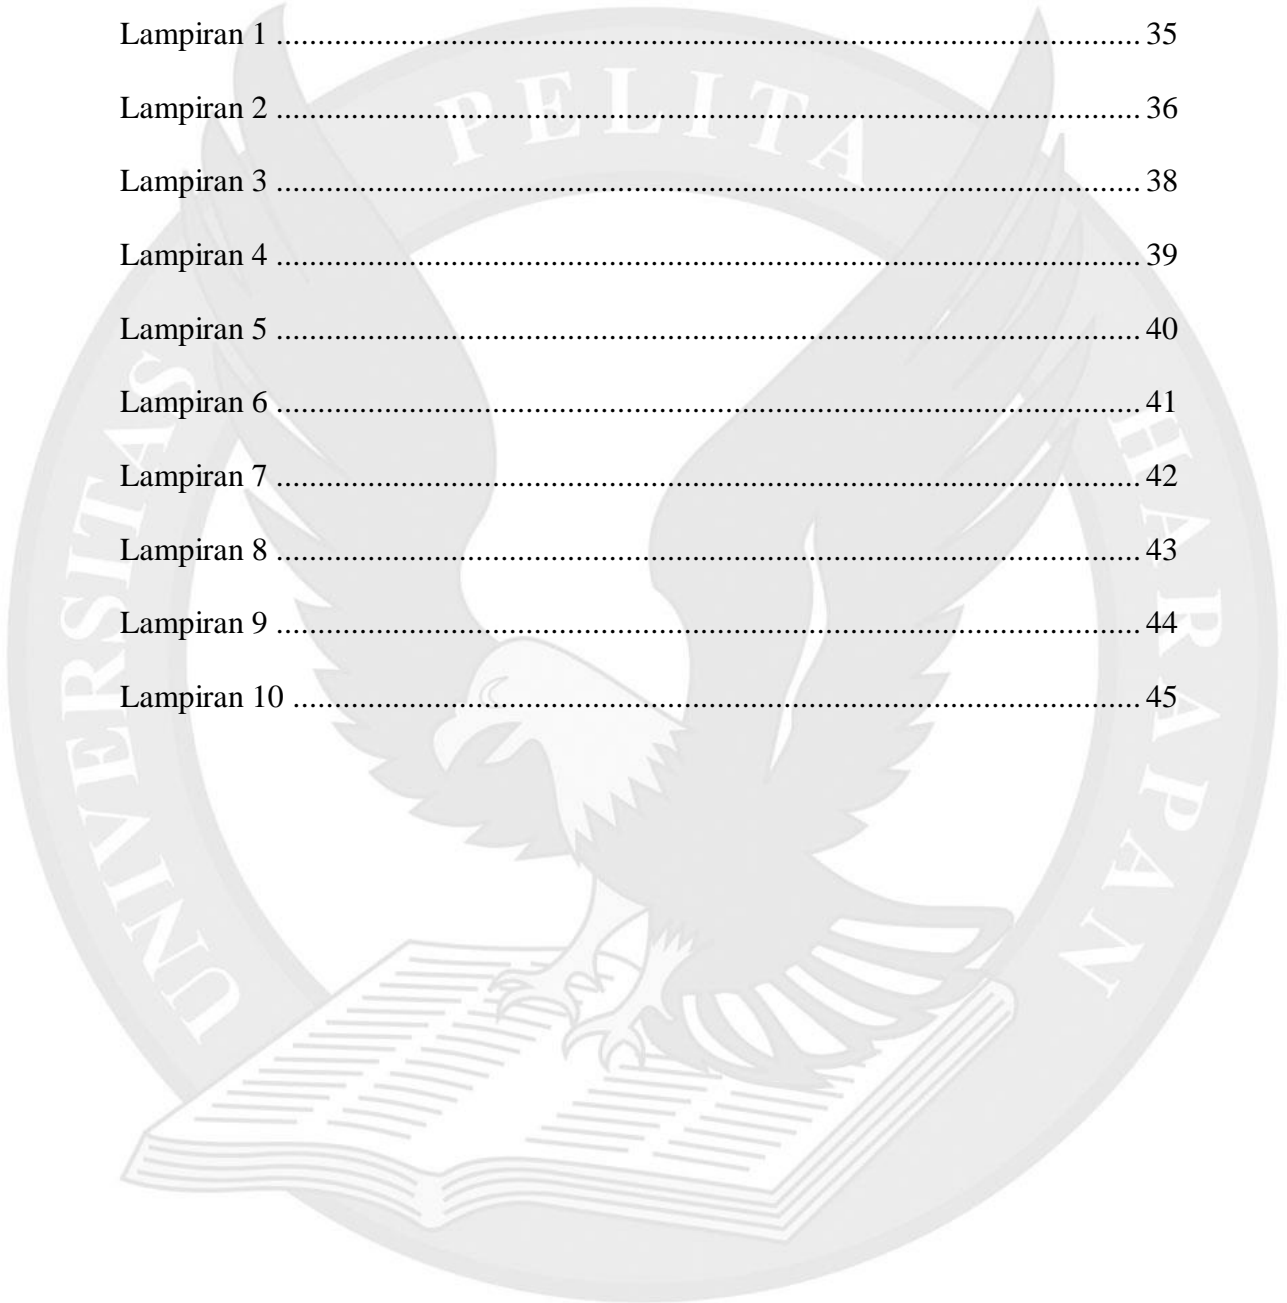 Lampiran 1 ........................................................................................ 35
Lampiran 2 ........................................................................................ 36
Lampiran 3 ........................................................................................ 38
Lampiran 4 ........................................................................................ 39
Lampiran 5 ........................................................................................ 40
Lampiran 6 ........................................................................................ 41
Lampiran 7 ........................................................................................ 42
Lampiran 8 ........................................................................................ 43
Lampiran 9 ........................................................................................ 44
Lampiran 10 ...................................................................................... 45
UNIVERSITAS PELITA HARAPAN